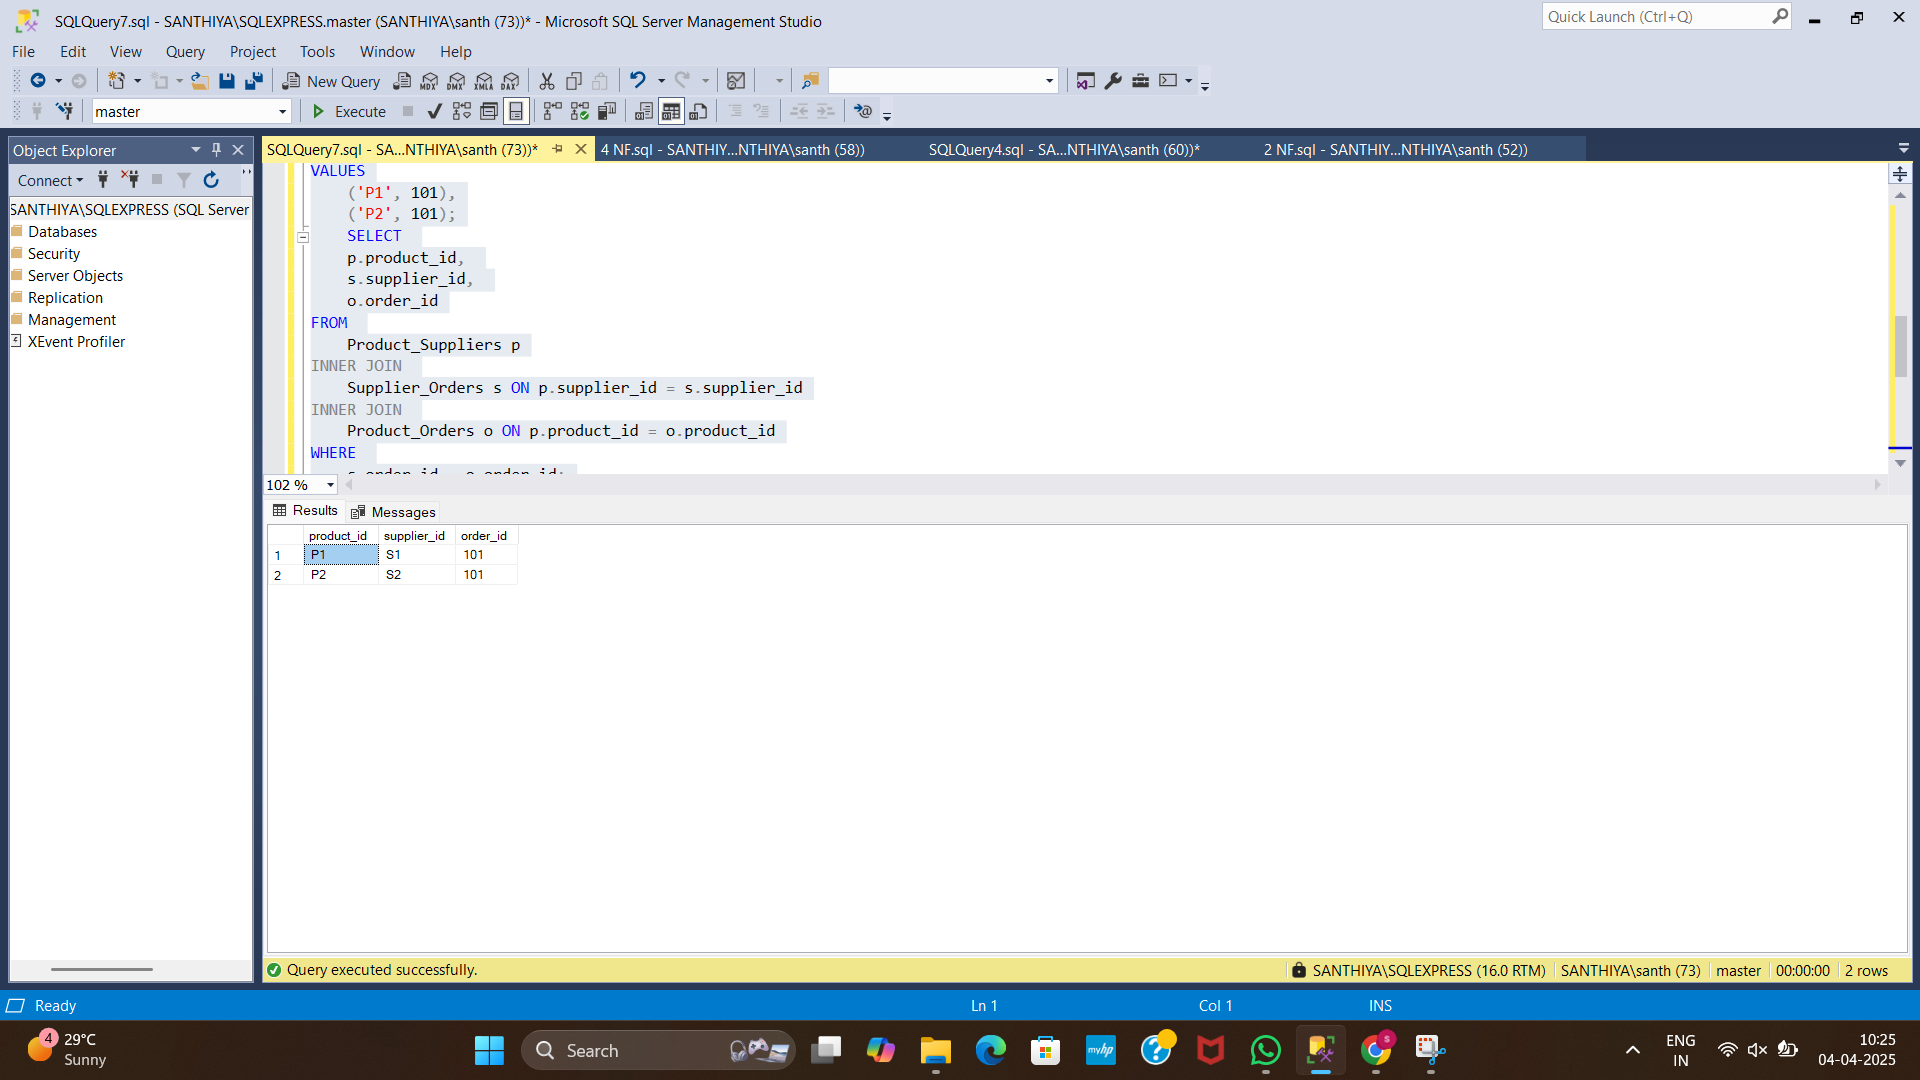 SQLQuery7.sql - SANTHIYA\SQLEXPRESS.master (SANTHIYA\santh (73))* - Microsoft SQL Server Management Studio
Quick Launch (Ctrl+Q)
File Edit View Query Project Tools Window Help
New Query
MDX DMX XMLA DAX
master
Execute
Object Explorer
SQLQuery7.sql - SA...NTHIYA\santh (73))*
4 NF.sql - SANTHIY...NTHIYA\santh (58))
SQLQuery4.sql - SA...NTHIYA\santh (60))*
2 NF.sql - SANTHIY...NTHIYA\santh (52))
Connect
SANTHIYA\SQLEXPRESS (SQL Server
Databases
Security
Server Objects
Replication
Management
XEvent Profiler
VALUES
('P1', 101),
('P2', 101);
SELECT
p.product_id,
s.supplier_id,
o.order_id
FROM
Product_Suppliers p
INNER JOIN
Supplier_Orders s ON p.supplier_id = s.supplier_id
INNER JOIN
Product_Orders o ON p.product_id = o.product_id
WHERE
s.order_id = o.order_id;
102 %
Results Messages
product_id supplier_id order_id
1 P1 S1 101
2 P2 S2 101
Query executed successfully.
SANTHIYA\SQLEXPRESS (16.0 RTM) SANTHIYA\santh (73) master 00:00:00 2 rows
Ready
Ln 1
Col 1
INS
4
29°C
Sunny
Search
myhp
S
ENG
IN
10:25
04-04-2025